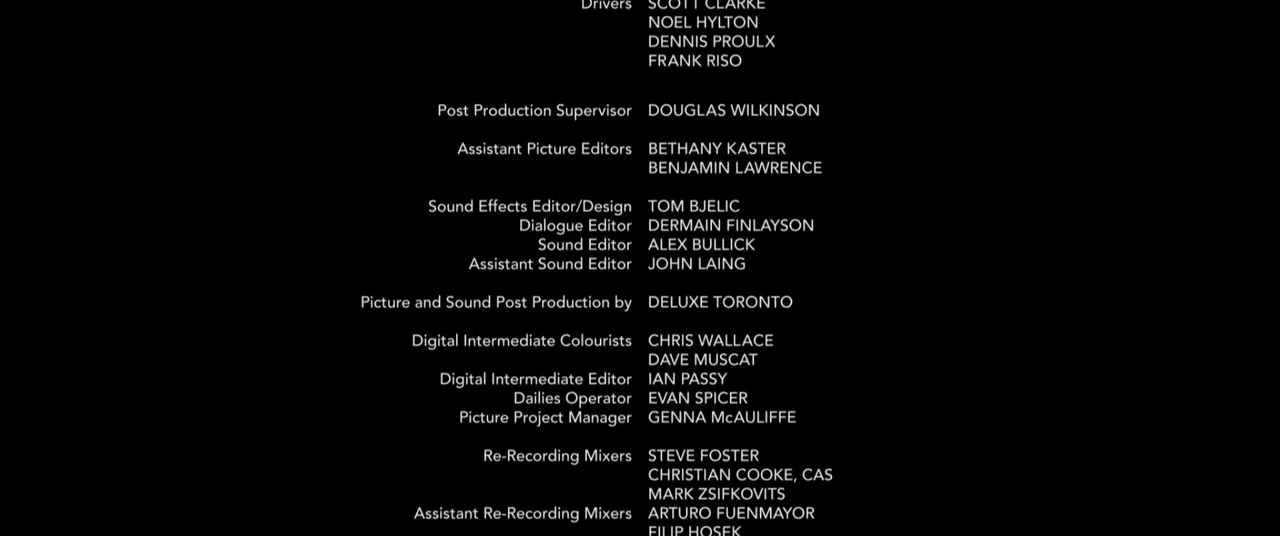 Drivers SCOTT CLARKE
NOEL HYLTON
DENNIS PROULX
FRANK RISO
Post Production Supervisor DOUGLAS WILKINSON
Assistant Picture Editors BETHANY KASTER
BENJAMIN LAWRENCE
Sound Effects Editor/Design TOM BJELIC
Dialogue Editor DERMAIN FINLAYSON
Sound Editor ALEX BULLICK
Assistant Sound Editor JOHN LAING
Picture and Sound Post Production by DELUXE TORONTO
Digital Intermediate Colourists CHRIS WALLACE
DAVE MUSCAT
Digital Intermediate Editor IAN PASSY
Dailies Operator EVAN SPICER
Picture Project Manager GENNA McAULIFFE
Re-Recording Mixers STEVE FOSTER
CHRISTIAN COOKE, CAS
MARK ZSIFKOVITS
Assistant Re-Recording Mixers ARTURO FUENMAYOR
FILIP HOSEK